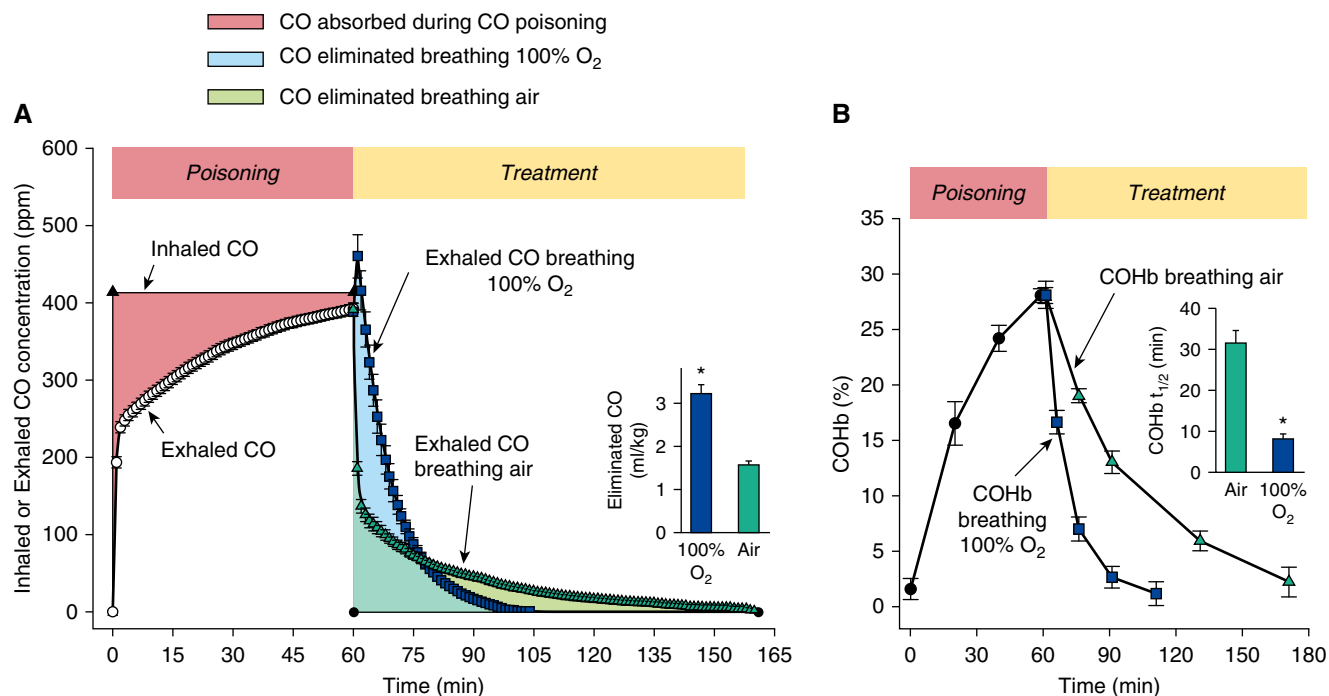 CO absorbed during CO poisoning
CO eliminated breathing 100% O₂
CO eliminated breathing air
A
Inhaled or Exhaled CO concentration (ppm)
600
500
400
300
200
100
0
Poisoning
Treatment
Inhaled CO
Exhaled CO
Exhaled CO breathing
100% O₂
Exhaled CO
breathing air
Eliminated CO
(ml/kg)
3
2
1
0
*
100%
O₂
Air
0
15
30
45
60
75
90
105
120
135
150
165
Time (min)
B
Poisoning
Treatment
COHb (%)
35
30
25
20
15
10
5
0
COHb breathing air
COHb
breathing
100% O₂
COHb t₁/₂ (min)
40
30
20
10
0
*
Air
100%
O₂
0
30
60
90
120
150
180
Time (min)